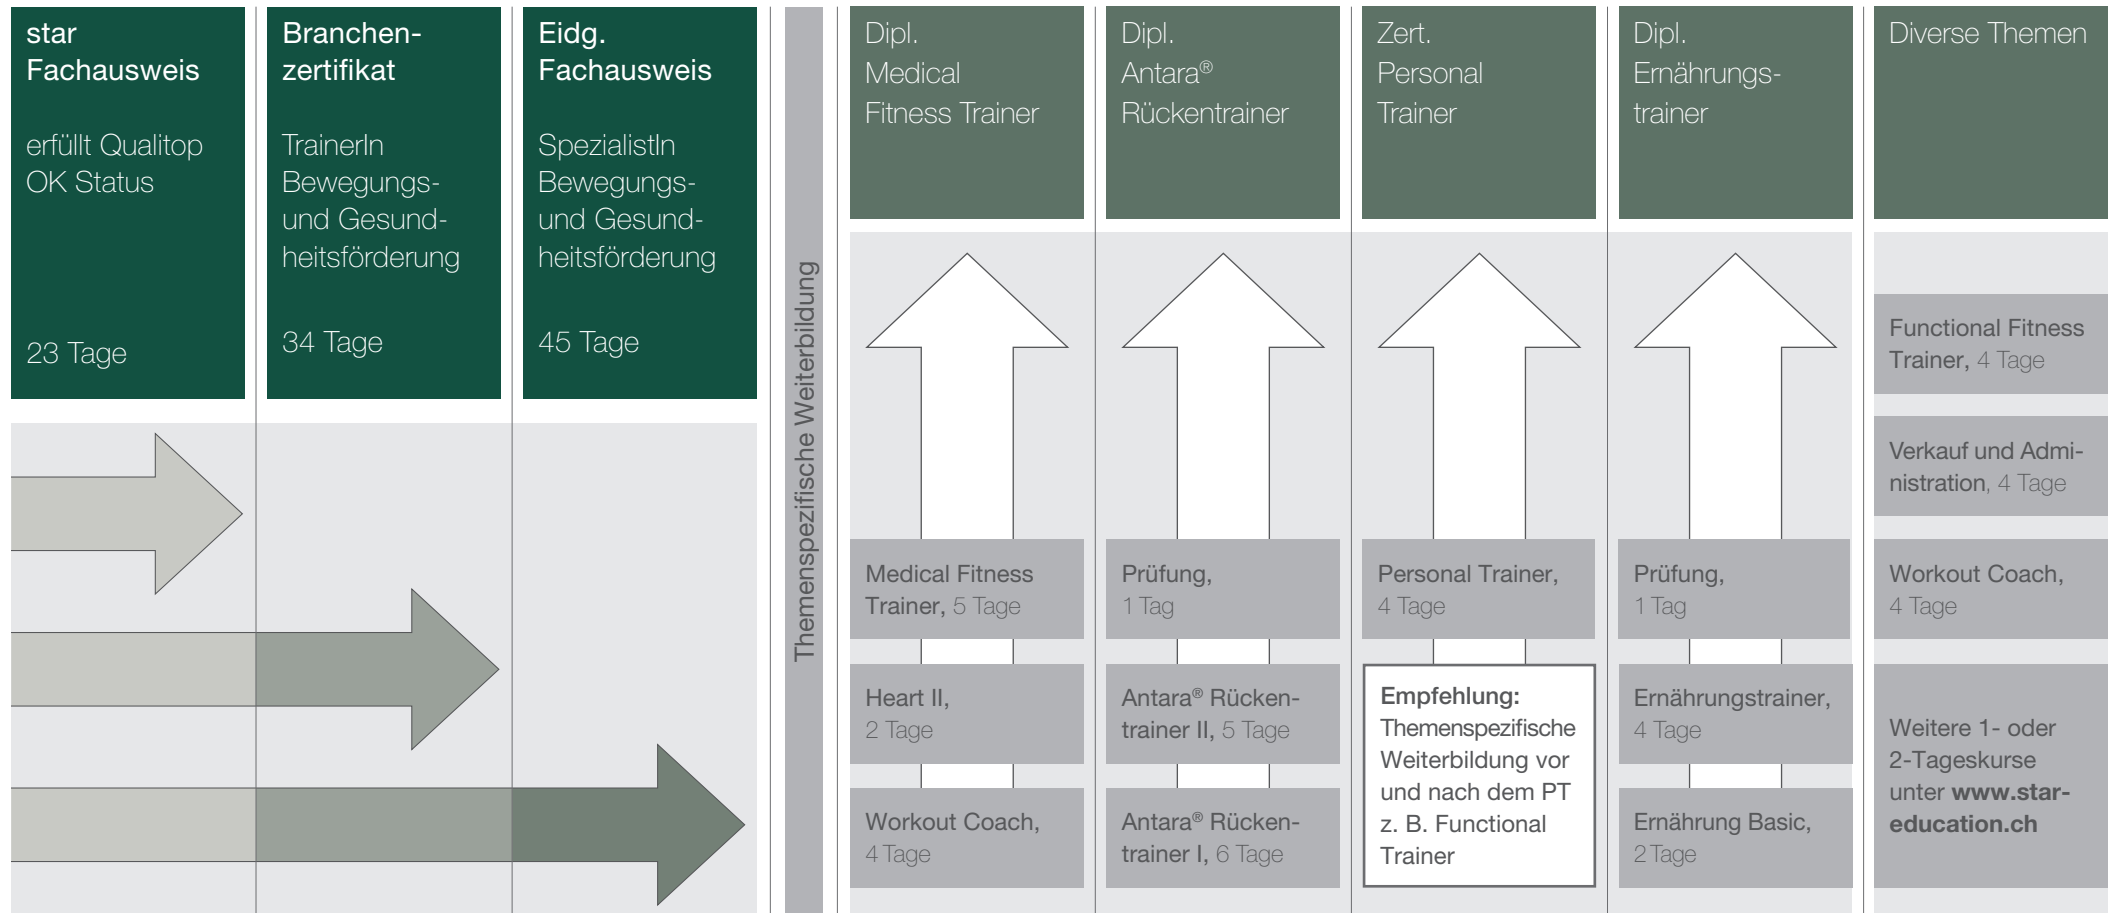 star
Fachausweis
erfüllt Qualitop
OK Status
23 Tage
Branchen-
zertifikat
TrainerIn
Bewegungs-
und Gesund-
heitsförderung
34 Tage
Eidg.
Fachausweis
SpezialistIn
Bewegungs-
und Gesund-
heitsförderung
45 Tage
Themenspezifische Weiterbildung
Dipl.
Medical
Fitness Trainer
Medical Fitness
Trainer, 5 Tage
Heart II,
2 Tage
Workout Coach,
4 Tage
Dipl.
Antara®
Rückentrainer
Prüfung,
1 Tag
Antara® Rücken-
trainer II, 5 Tage
Antara® Rücken-
trainer I, 6 Tage
Zert.
Personal
Trainer
Personal Trainer,
4 Tage
Empfehlung:
Themenspezifische
Weiterbildung vor
und nach dem PT
z. B. Functional
Trainer
Dipl.
Ernährungs-
trainer
Prüfung,
1 Tag
Ernährungstrainer,
4 Tage
Ernährung Basic,
2 Tage
Diverse Themen
Functional Fitness
Trainer, 4 Tage
Verkauf und Admi-
nistration, 4 Tage
Workout Coach,
4 Tage
Weitere 1- oder
2-Tageskurse
unter www.star-
education.ch